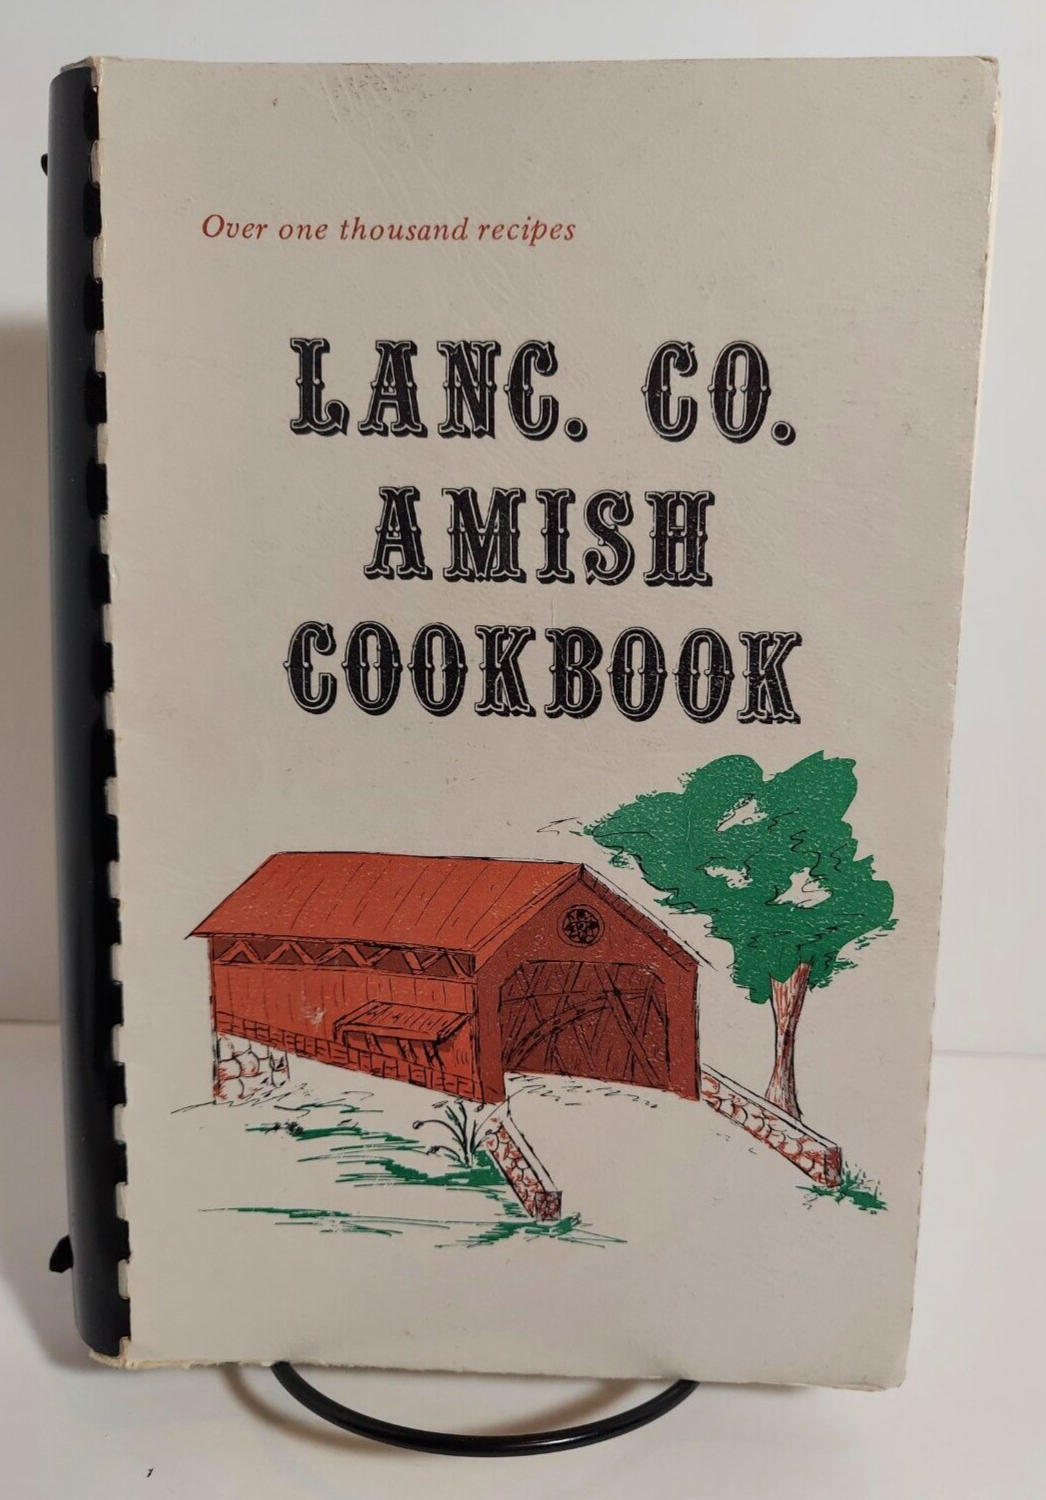 Over one thousand recipes
LANC. CO.
AMISH
COOKBOOK